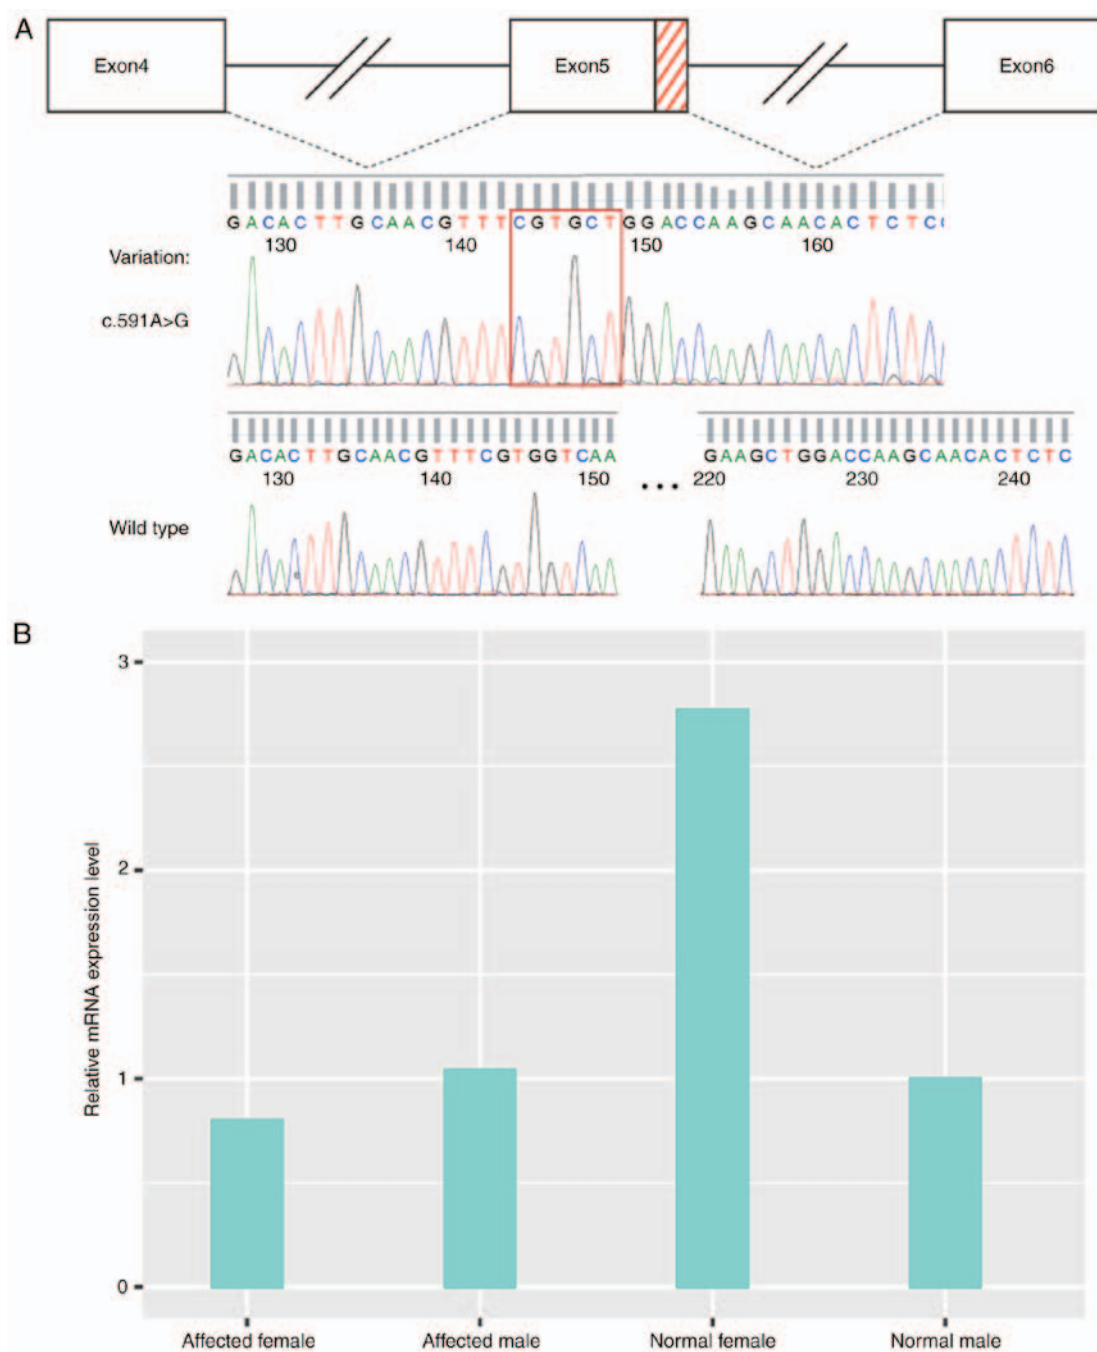 A
Exon4
Exon5
Exon6
GACACTTGCAACGTTTCGTGCTGGACCAAGCAACACTCTC
130 140 150 160
Variation:
c.591A>G
GACACTTGCAACGTTTCGTGGTCAA
130 140 150
...
GAAGCTGGACCAAGCAACACTCTC
220 230 240
Wild type
B
3
2
1
0
Relative mRNA expression level
Affected female
Affected male
Normal female
Normal male